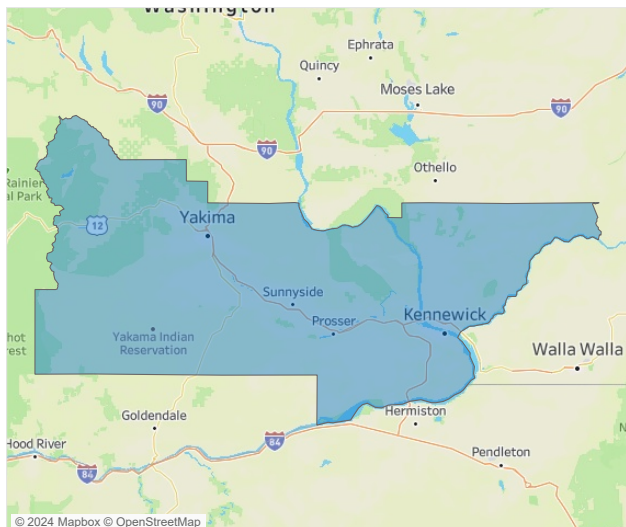 Washington
Ephrata
Quincy
Moses Lake
90
90
90
Othello
Rainier
al Park
12
Yakima
Sunnyside
Kennewick
Prosser
hot
rest
Yakama Indian
Reservation
Walla Walla
Goldendale
Hermiston
Hood River
84
84
Pendleton
© 2024 Mapbox © OpenStreetMap